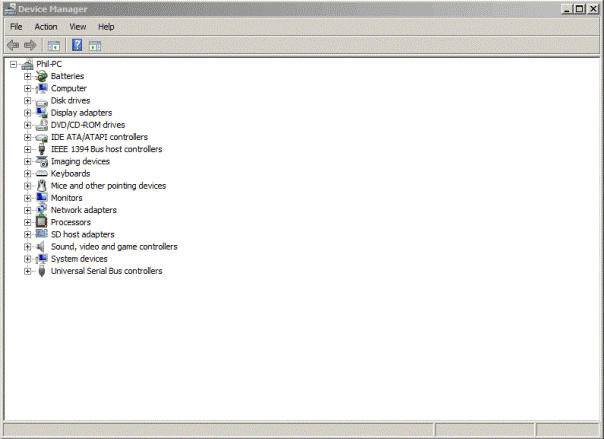 Device Manager
File Action View Help
Phil-PC
Batteries
Computer
Disk drives
Display adapters
DVD/CD-ROM drives
IDE ATA/ATAPI controllers
IEEE 1394 Bus host controllers
Imaging devices
Keyboards
Mice and other pointing devices
Monitors
Network adapters
Processors
SD host adapters
Sound, video and game controllers
System devices
Universal Serial Bus controllers